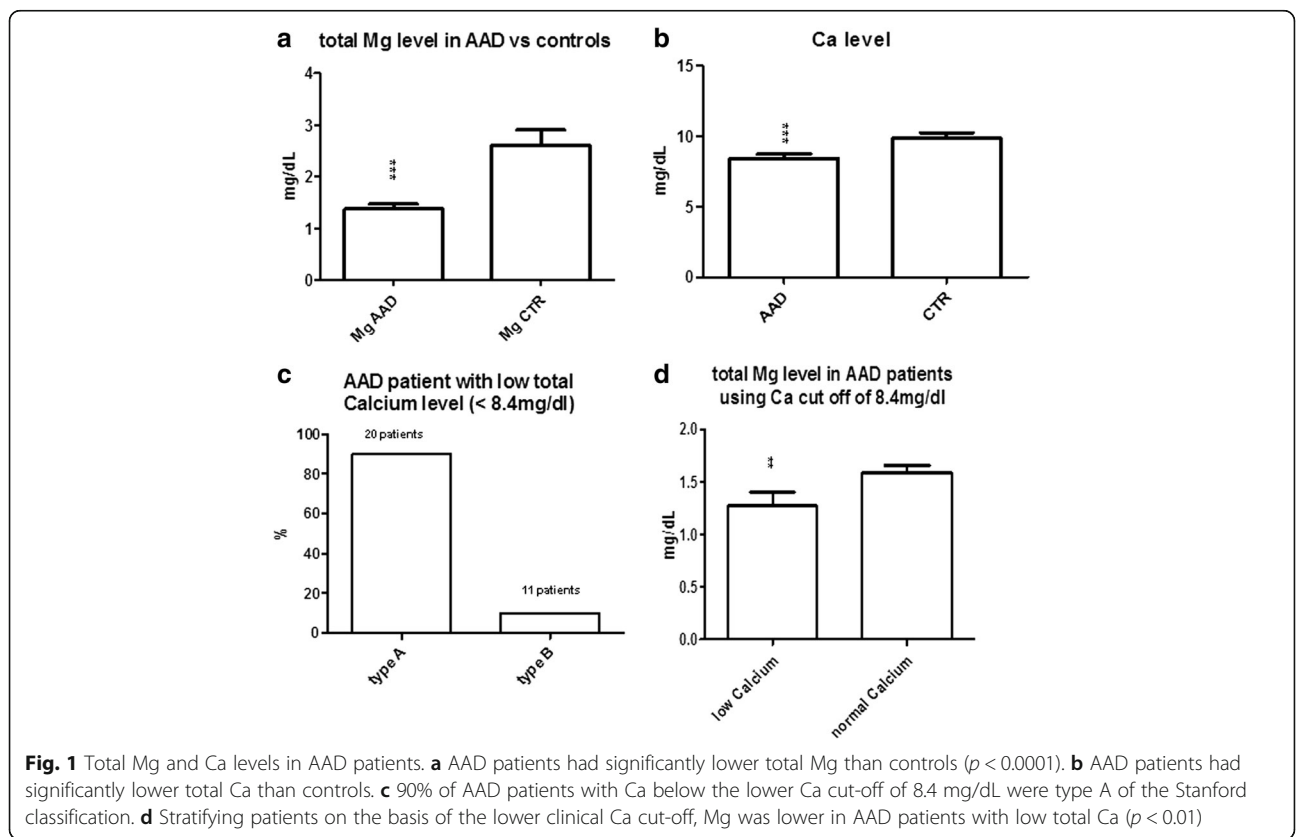 a total Mg level in AAD vs controls
4
3
2
1
0
mg/dL
***
Mg AAD
Mg CTR
b Ca level
15
10
5
0
mg/dL
***
AAD
CTR
c AAD patient with low total
Calcium level (< 8.4mg/dl)
100
80
60
40
20
0
%
20 patients
11 patients
type A
type B
d total Mg level in AAD patients
using Ca cut off of 8.4mg/dl
2.0
1.5
1.0
0.5
0.0
mg/dL
**
low Calcium
normal Calcium
Fig. 1 Total Mg and Ca levels in AAD patients. a AAD patients had significantly lower total Mg than controls (p < 0.0001). b AAD patients had
significantly lower total Ca than controls. c 90% of AAD patients with Ca below the lower Ca cut-off of 8.4 mg/dL were type A of the Stanford
classification. d Stratifying patients on the basis of the lower clinical Ca cut-off, Mg was lower in AAD patients with low total Ca (p < 0.01)